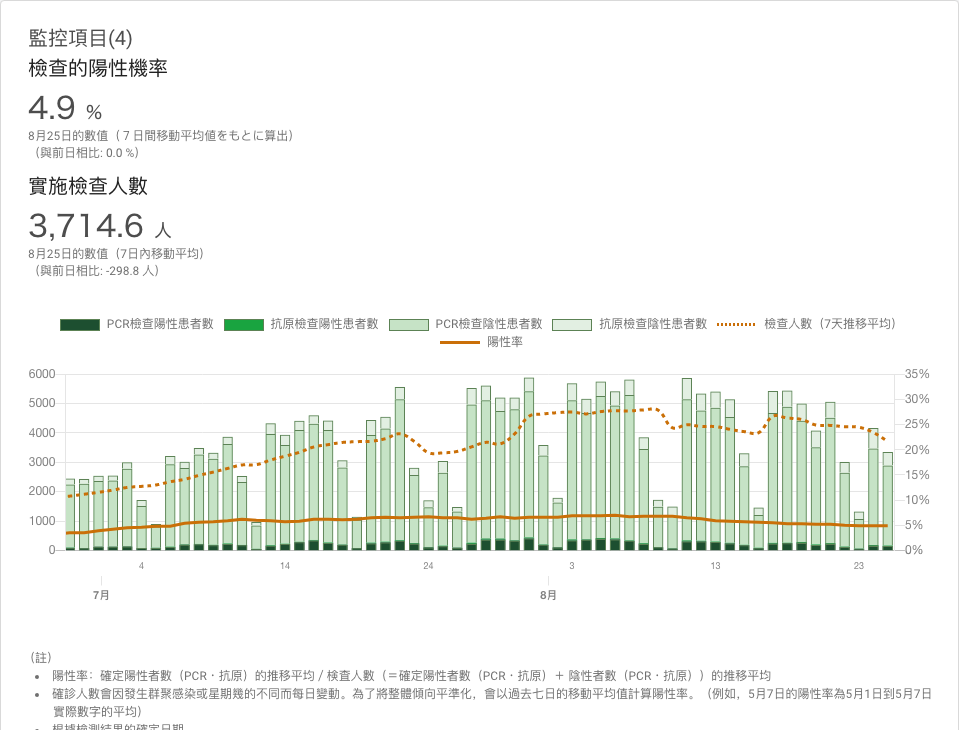 監控項目(4)
檢查的陽性機率
4.9 %
8月25日的數值（７日間移動平均値をもとに算出）
（與前日相比: 0.0 %）
實施檢查人數
3,714.6 人
8月25日的數值（7日內移動平均）
（與前日相比: -298.8 人）
PCR檢查陽性患者數 抗原檢查陽性患者數 PCR檢查陰性患者數 抗原檢查陰性患者數 檢查人數（7天推移平均）
陽性率
6000 35%
5000 30%
4000 25%
3000 20%
2000 15%
1000 10%
0 5%
0%
4 14 24 3 13 23
7月 8月
（註）
陽性率：確定陽性者數（PCR・抗原）的推移平均 / 檢查人數（＝確定陽性者數（PCR・抗原）＋ 陰性者數（PCR・抗原））的推移平均
確診人數會因發生群聚感染或星期幾的不同而每日變動。為了將整體傾向平準化，會以過去七日的移動平均值計算陽性率。（例如，5月7日的陽性率為5月1日到5月7日
實際數字的平均）
根據檢測結果的確定日期